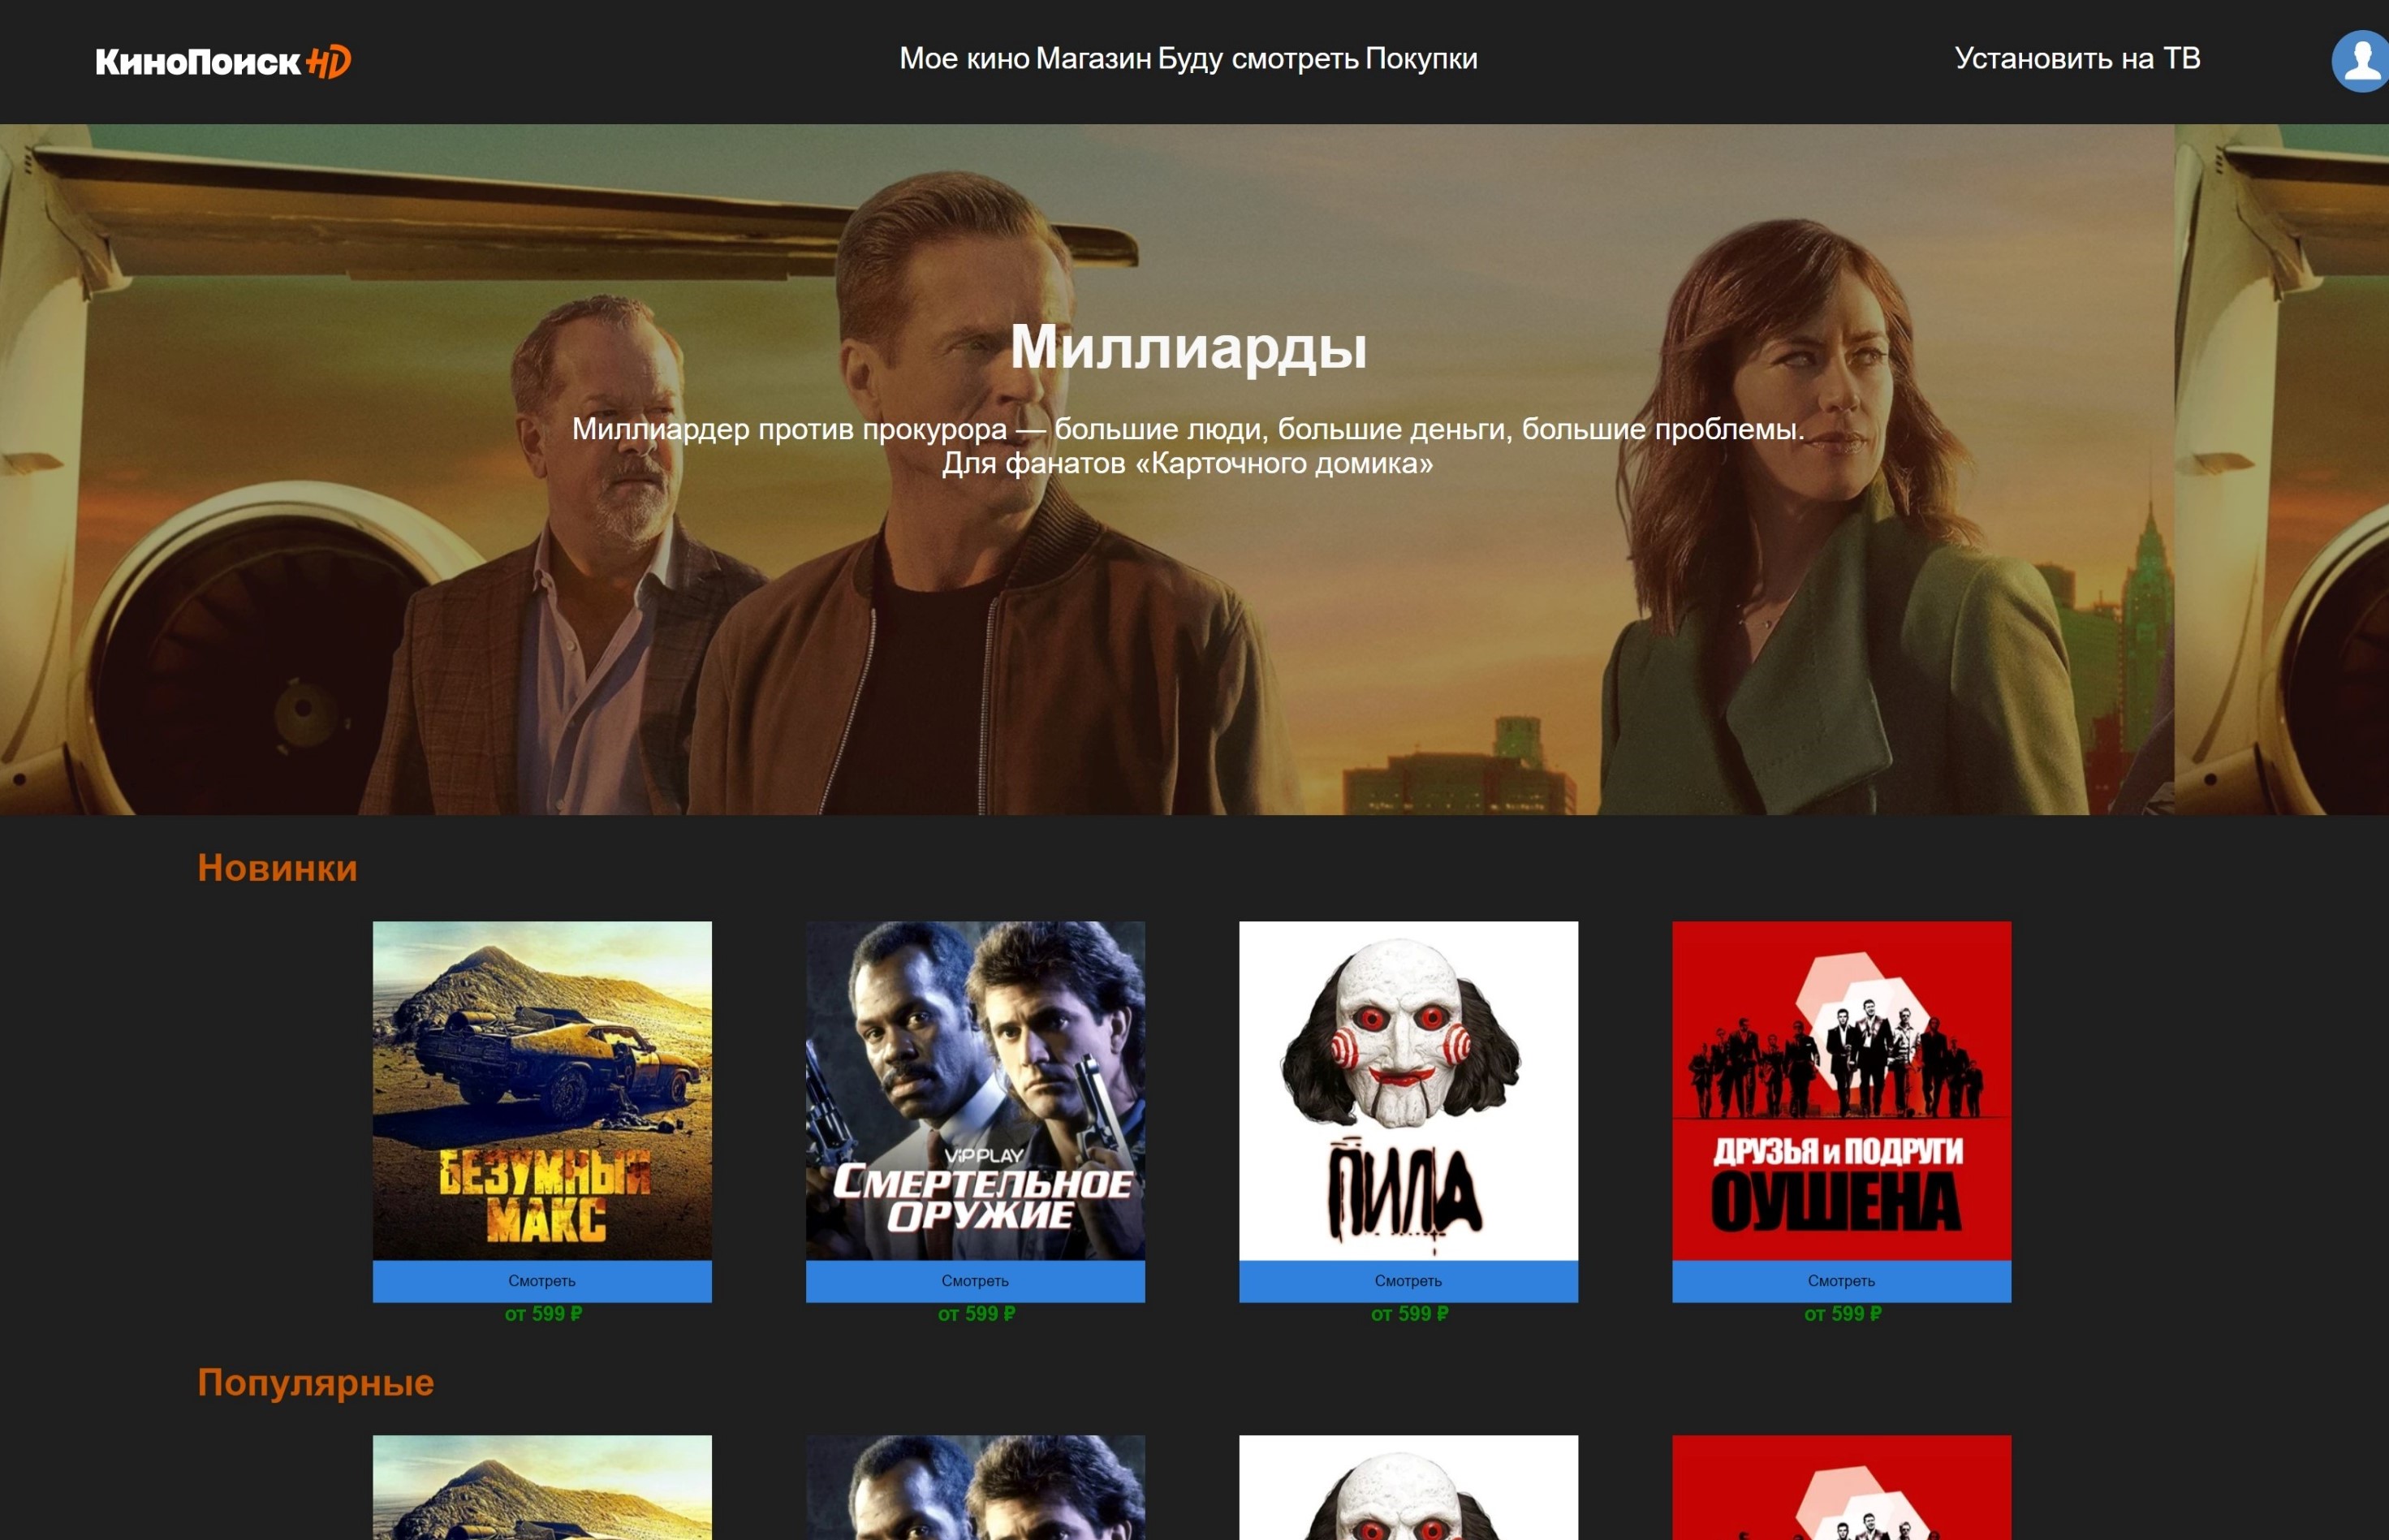 КиноПоиск HD
Мое кино Магазин Буду смотреть Покупки
Установить на ТВ
Миллиарды
Миллиардер против прокурора — большие люди, большие деньги, большие проблемы.
Для фанатов «Карточного домика»
Новинки
БЕЗУМНЫЙ
МАКС
Смотреть
от 599 ₽
ViPPLAY
СМЕРТЕЛЬНОЕ
ОРУЖИЕ
Смотреть
от 599 ₽
ПИЛА
Смотреть
от 599 ₽
ДРУЗЬЯ и ПОДРУГИ
ОУШЕНА
Смотреть
от 599 ₽
Популярные